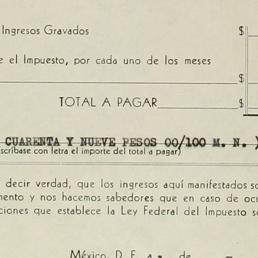 Ingresos Gravados $
e el Impuesto, por cada uno de los meses
$
TOTAL A PAGAR $
CUARENTA Y NUEVE PESOS 00/100 M. N. )
scríbase con letra el importe del total a pagar)
decir verdad, que los ingresos aquí manifestados s
mento y nos hacemos sabedores que en caso de ocu
ciones que establece la Ley Federal del Impuesto s
México, D. F. de